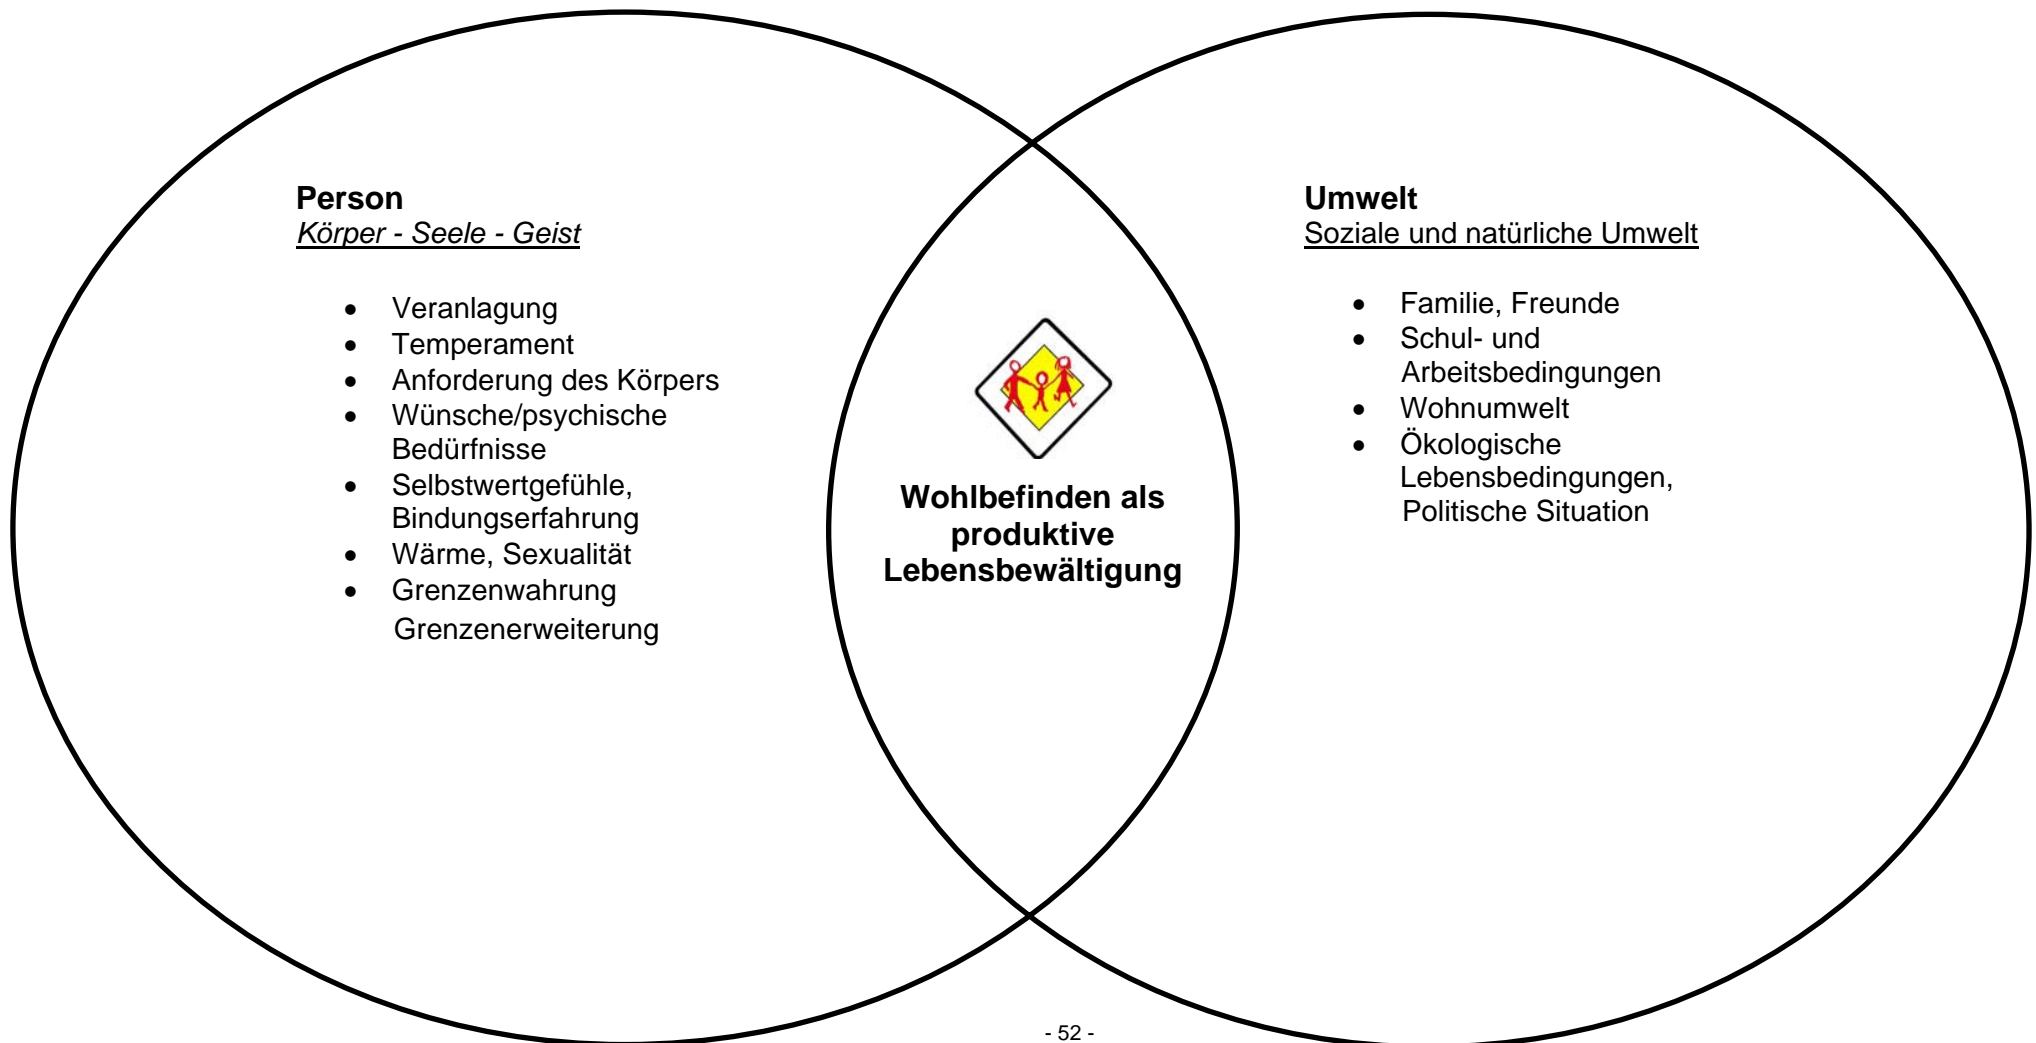 Person
Körper - Seele - Geist
• Veranlagung
• Temperament
• Anforderung des Körpers
• Wünsche/psychische
Bedürfnisse
• Selbstwertgefühle,
Bindungserfahrung
• Wärme, Sexualität
• Grenzenwahrung
Grenzenerweiterung
Wohlbefinden als
produktive
Lebensbewältigung
Umwelt
Soziale und natürliche Umwelt
• Familie, Freunde
• Schul- und
Arbeitsbedingungen
• Wohnumwelt
• Ökologische
Lebensbedingungen,
Politische Situation
- 52 -